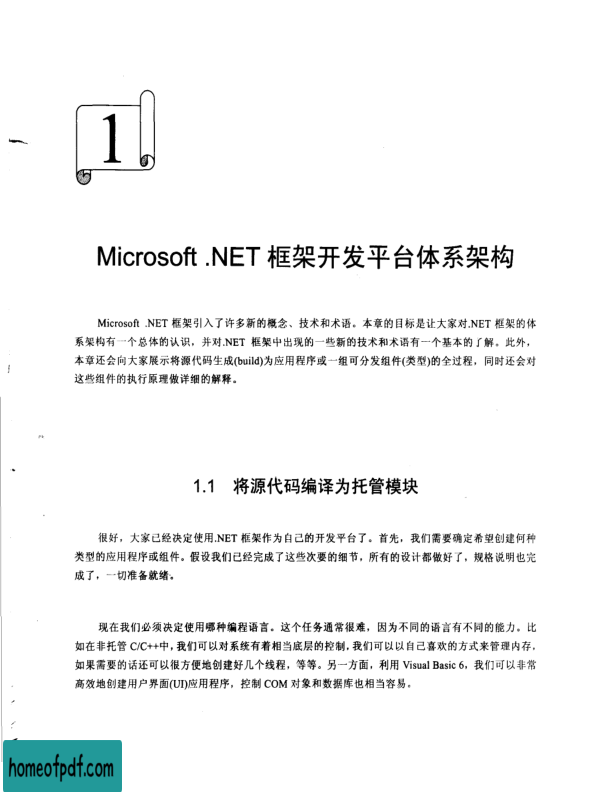 1
Microsoft .NET 框架开发平台体系架构
Microsoft .NET 框架引入了许多新的概念、技术和术语。本章的目标是让大家对.NET 框架的体
系架构有一个总体的认识，并对.NET 框架中出现的一些新的技术和术语有一个基本的了解。此外，
本章还会向大家展示将源代码生成(build)为应用程序或一组可分发组件(类型)的全过程，同时还会对
这些组件的执行原理做详细的解释。
1.1 将源代码编译为托管模块
很好，大家已经决定使用.NET 框架作为自己的开发平台了。首先，我们需要确定希望创建何种
类型的应用程序或组件。假设我们已经完成了这些次要的细节，所有的设计都做好了，规格说明也完
成了，一切准备就绪。
现在我们必须决定使用哪种编程语言。这个任务通常很难，因为不同的语言有不同的能力。比
如在非托管 C/C++中，我们可以对系统有着相当底层的控制，我们可以以自己喜欢的方式来管理内存，
如果需要的话还可以很方便地创建好几个线程，等等。另一方面，利用 Visual Basic 6，我们可以非常
高效地创建用户界面(UI)应用程序，控制 COM 对象和数据库也相当容易。
homeofpdf.com